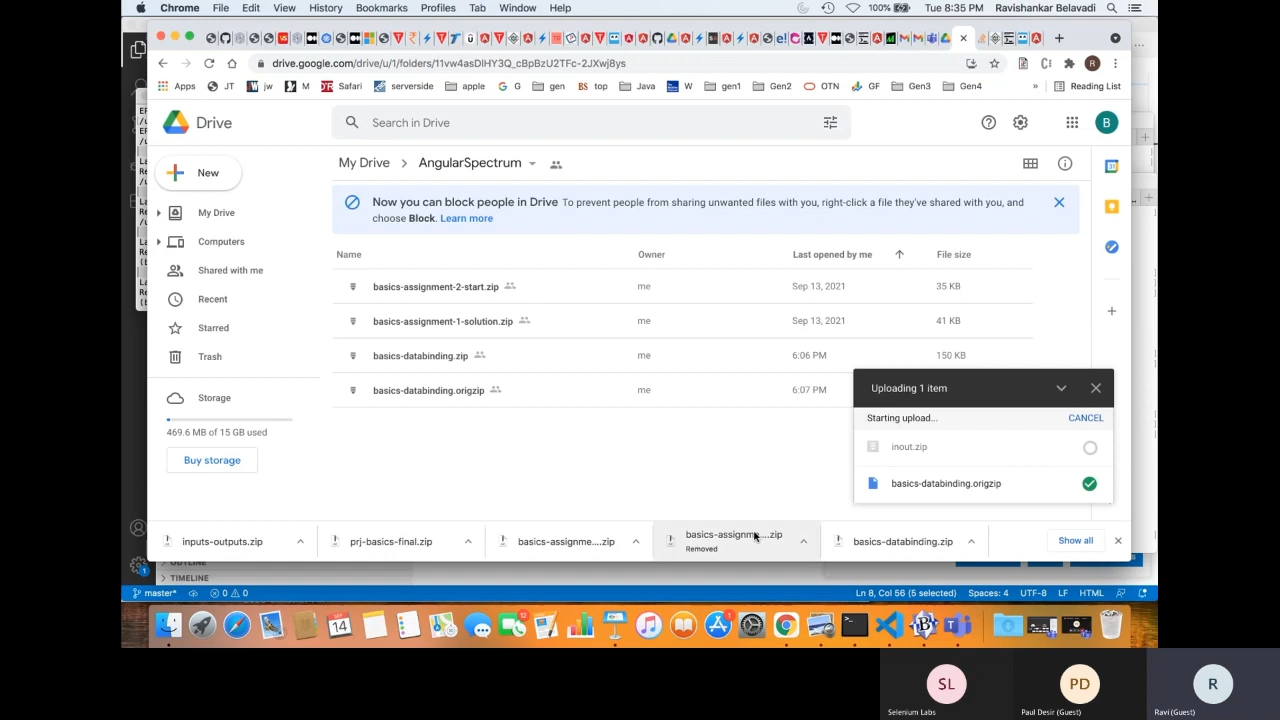 Chrome File Edit View History Bookmarks Profiles Tab Window Help 100% Tue 8:35 PM Ravishankar Belavadi
drive.google.com/drive/u/1/folders/11vw4asDlHY3Q_cBpBzU2TFc-2JXwj8ys
Apps JT jw M Safari serverside apple G gen BS top Java W gen1 Gen2 OTN GF Gen3 Gen4 » Reading List
Drive
Search in Drive
B
New
My Drive
Computers
Shared with me
Recent
Starred
Trash
Storage
469.6 MB of 15 GB used
Buy storage
My Drive > AngularSpectrum
Now you can block people in Drive To prevent people from sharing unwanted files with you, right-click a file they've shared with you, and
choose Block. Learn more
Name Owner Last opened by me File size
basics-assignment-2-start.zip me Sep 13, 2021 35 KB
basics-assignment-1-solution.zip me Sep 13, 2021 41 KB
basics-databinding.zip me 6:06 PM 150 KB
basics-databinding.origzip me 6:07 PM
Uploading 1 item
Starting upload... CANCEL
inout.zip
basics-databinding.origzip
inputs-outputs.zip prj-basics-final.zip basics-assignme....zip basics-assignme....zip basics-databinding.zip Show all
Removed
OUTLINE
TIMELINE
master* 0 0 Ln 8, Col 56 (5 selected) Spaces: 4 UTF-8 LF HTML
SEP
14
SL PD R
Selenium Labs Paul Desir (Guest) Ravi (Guest)